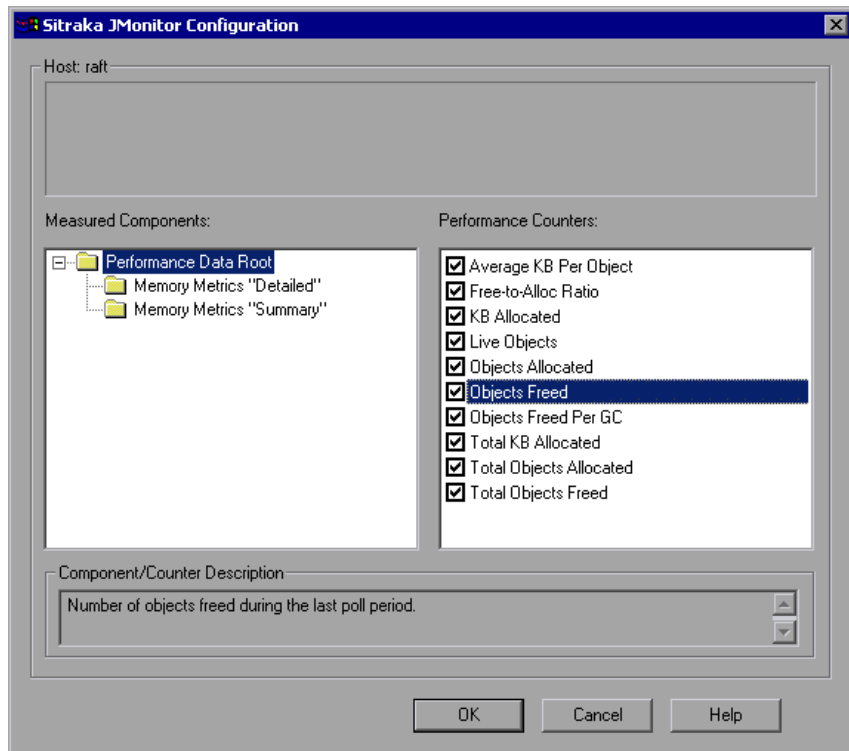 Sitraka JMonitor Configuration
Host: raft
Measured Components:
Performance Data Root
Memory Metrics "Detailed"
Memory Metrics "Summary"
Performance Counters:
Average KB Per Object
Free-to-Alloc Ratio
KB Allocated
Live Objects
Objects Allocated
Objects Freed
Objects Freed Per GC
Total KB Allocated
Total Objects Allocated
Total Objects Freed
Component/Counter Description
Number of objects freed during the last poll period.
OK
Cancel
Help